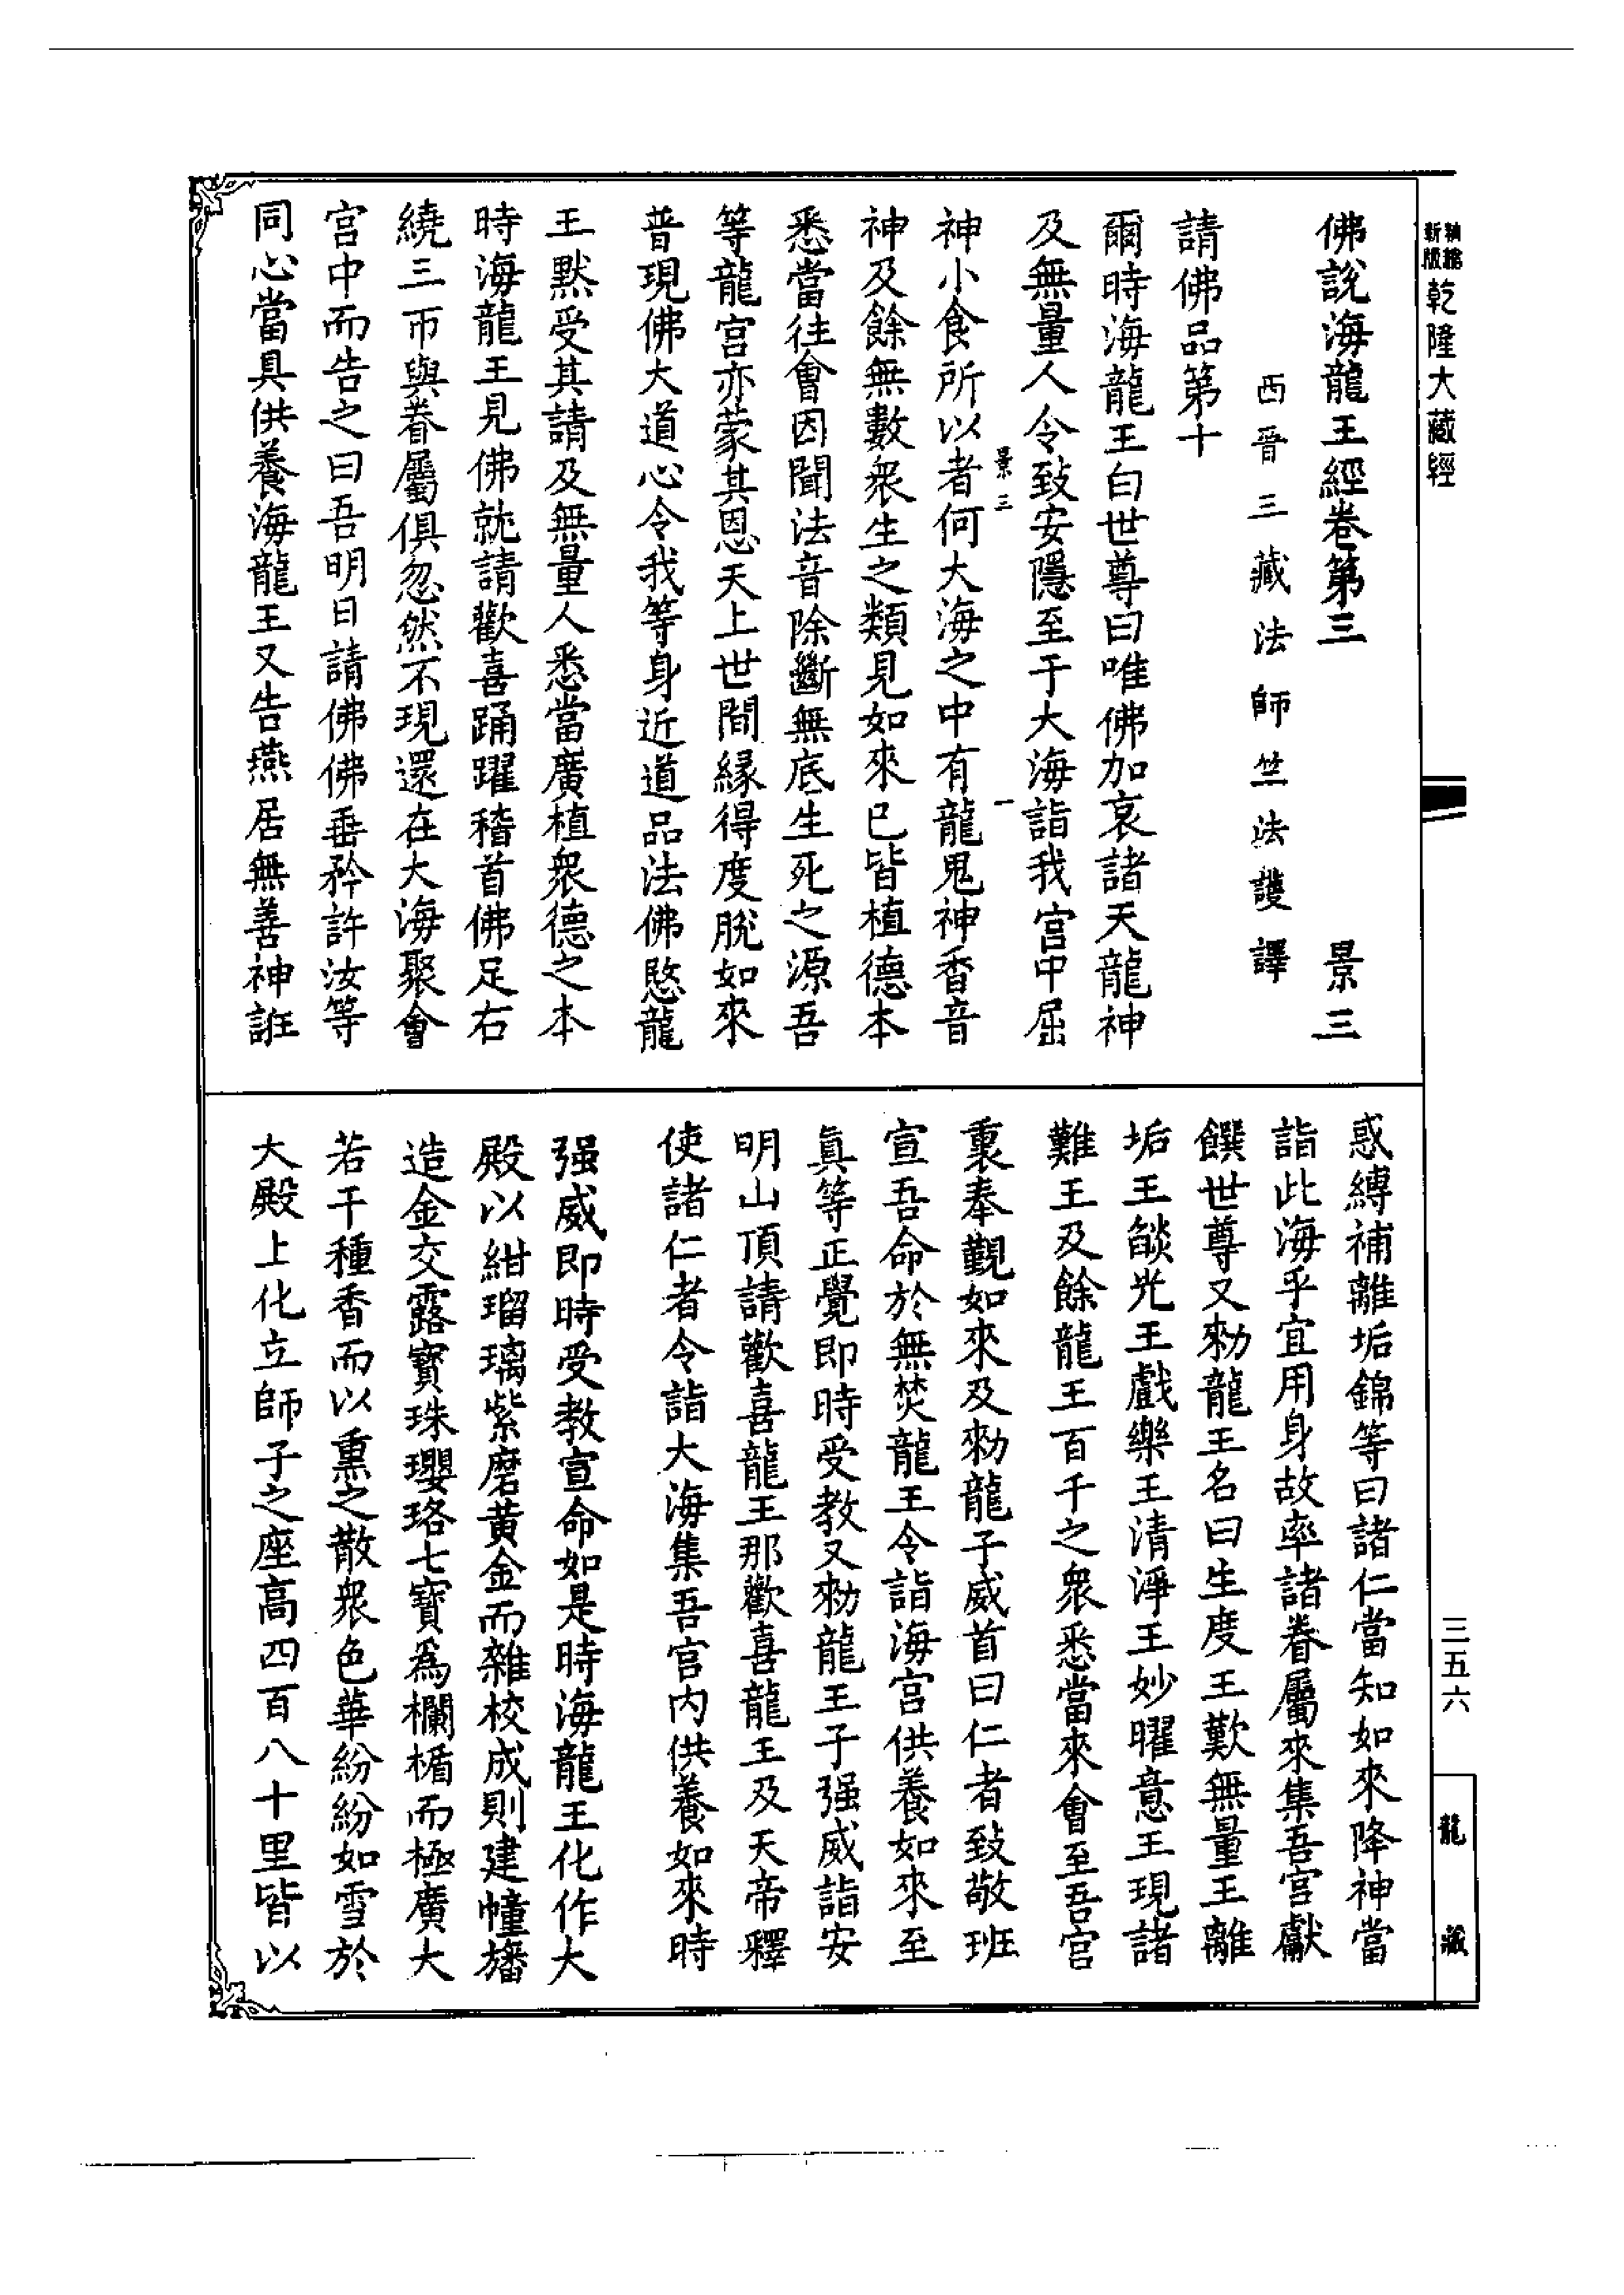 新版
乾隆大藏經
佛說海龍王經卷第三 景三
西晉三藏法師竺法護譯
請佛品第十
爾時海龍王白世尊曰唯佛加哀諸天龍神
及無量人令致安隱至于大海詣我宮中屈
景三 一
神小食所以者何大海之中有龍鬼神香音
神及餘無數衆生之類見如來已皆植德本
悉當往會因聞法音除斷無底生死之源吾
等龍宮亦蒙其恩天上世間緣得度脫如來
普現佛大道心令我等身近道品法佛愍龍
王默受其請及無量人悉當廣植衆德之本
時海龍王見佛就請歡喜踊躍稽首佛足右
繞三帀與眷屬俱忽然不現還在大海聚會
宮中而告之曰吾明日請佛佛垂矜許汝等
同心當具供養海龍王又告燕居無善神誑
惑縛補離垢錦等曰諸仁當知如來降神當
詣此海乎宜用身故率諸眷屬來集吾宮獻
饌世尊又勑龍王名曰生度王歎無量王離
垢王燄光王戲樂王清淨王妙曜意王現諸
難王及餘龍王百千之衆悉當來會至吾宮
裏奉覲如來及勑龍子威首曰仁者致敬班
宣吾命於無焚龍王令詣海宮供養如來至
真等正覺即時受教又勑龍王子强威詣安
明山頂請歡喜龍王那歡喜龍王及天帝釋
使諸仁者令詣大海集吾宮内供養如來時
强威即時受教宣命如是時海龍王化作大
殿以紺瑠璃紫磨黃金而雜校成則建幢旛
造金交露寶珠瓔珞七寶為欄楯而極廣大
若干種香而以熏之散衆色華紛紛如雪於
大殿上化立師子之座高四百八十里皆以
三五六
龍藏